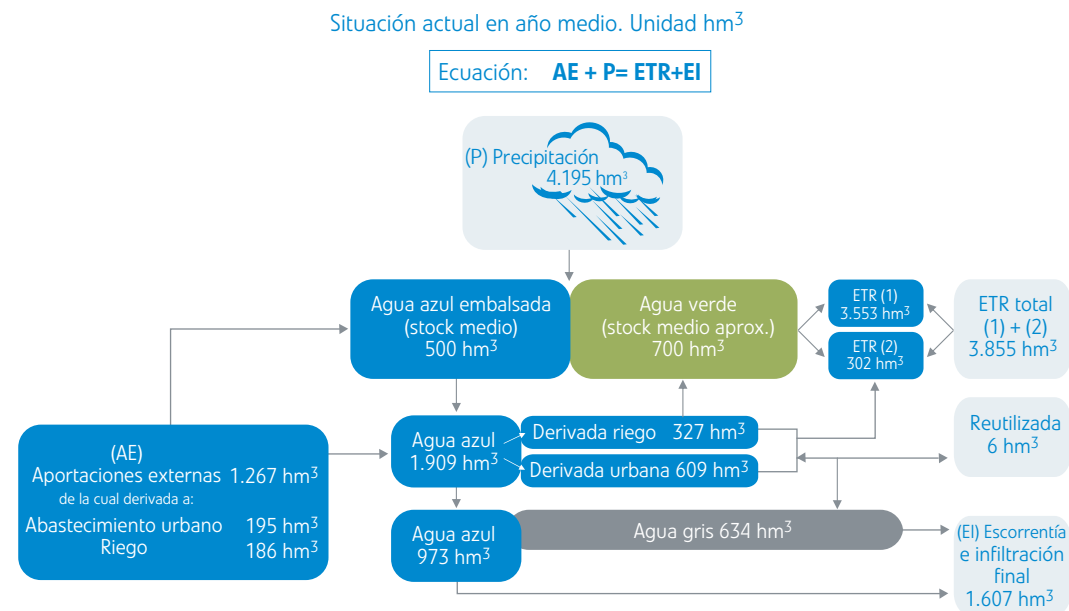 Situación actual en año medio. Unidad hm³
Ecuación: AE + P= ETR+EI
(P) Precipitación
4.195 hm³
Agua azul embalsada
(stock medio)
500 hm³
Agua verde
(stock medio aprox.)
700 hm³
ETR (1)
3.553 hm³
ETR (2)
302 hm³
ETR total
(1) + (2)
3.855 hm³
(AE)
Aportaciones externas 1.267 hm³
de la cual derivada a:
Abastecimiento urbano 195 hm³
Riego 186 hm³
Agua azul
1.909 hm³
Derivada riego 327 hm³
Derivada urbana 609 hm³
Reutilizada
6 hm³
Agua azul
973 hm³
Agua gris 634 hm³
(EI) Escorrentía
e infiltración
final
1.607 hm³